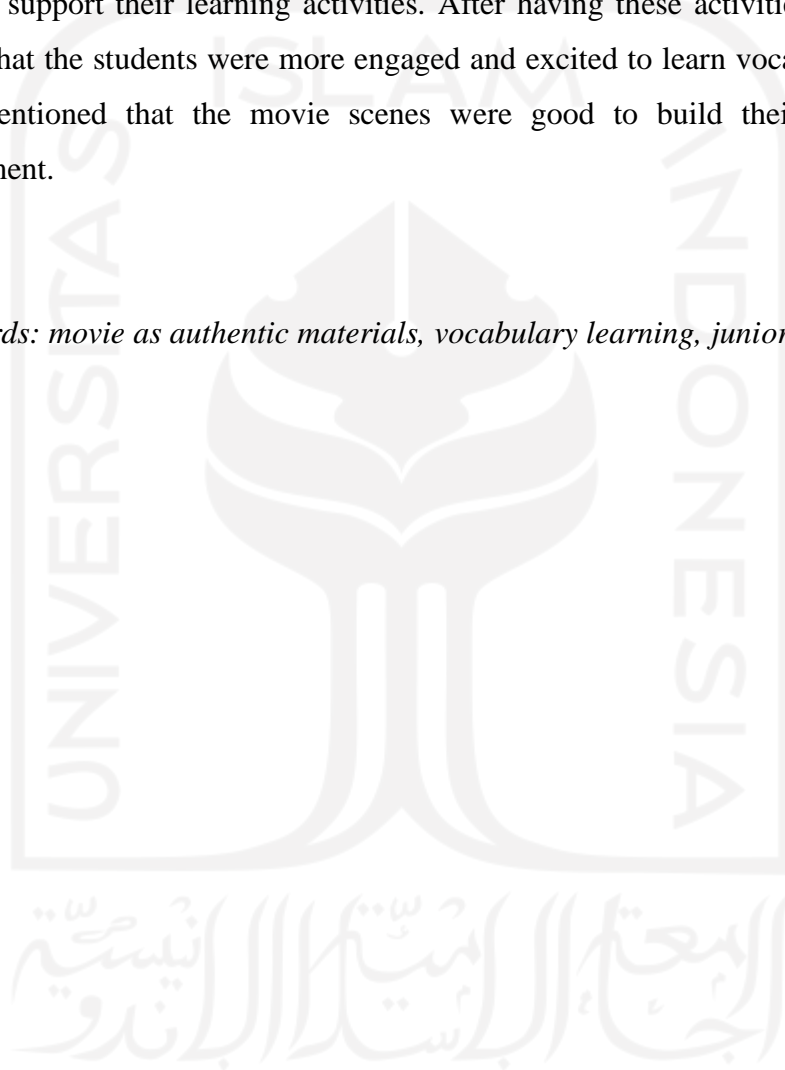 support their learning activities. After having these activitie
hat the students were more engaged and excited to learn voca
entioned that the movie scenes were good to build thei
nent.
rds: movie as authentic materials, vocabulary learning, junior
ISLAM
UNIVERSITAS
INDONESIA